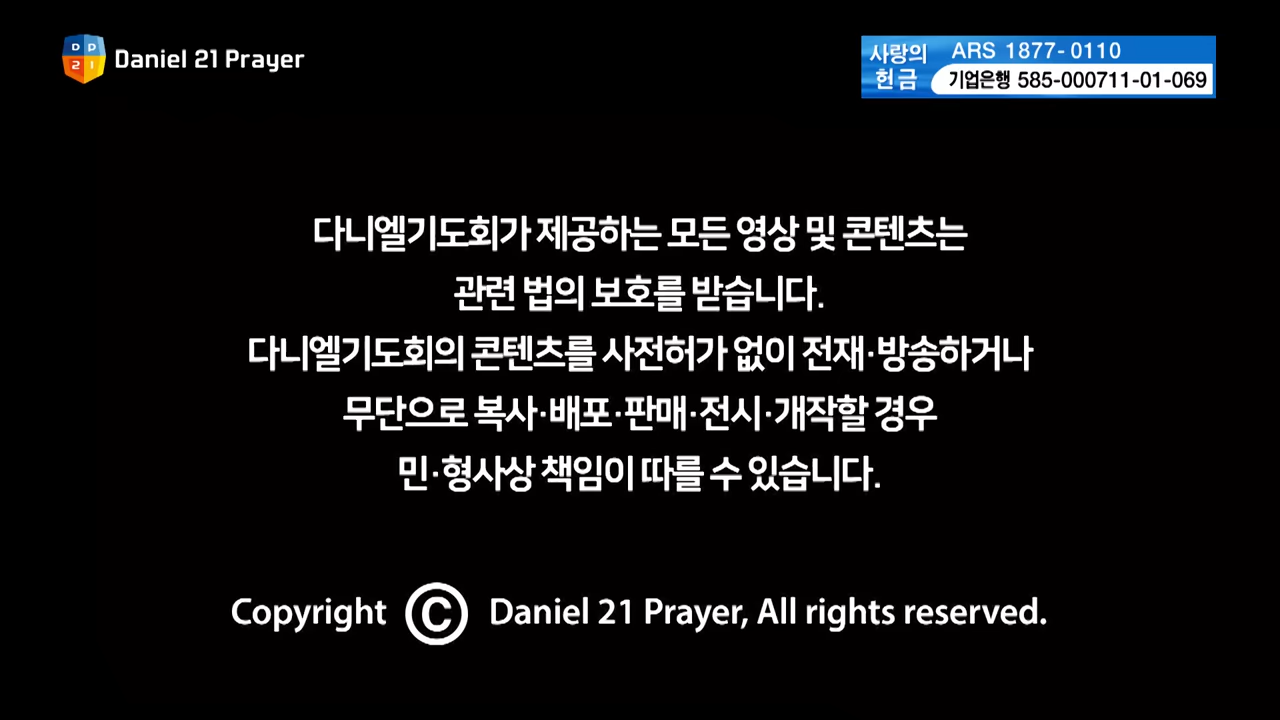 DD
21
Daniel 21 Prayer
사랑의 헌금
ARS 1877-0110
기업은행 585-000711-01-069
다니엘기도회가 제공하는 모든 영상 및 콘텐츠는
관련 법의 보호를 받습니다.
다니엘기도회의 콘텐츠를 사전허가 없이 전재·방송하거나
무단으로 복사·배포·판매·전시·개작할 경우
민·형사상 책임이 따를 수 있습니다.
Copyright © Daniel 21 Prayer, All rights reserved.